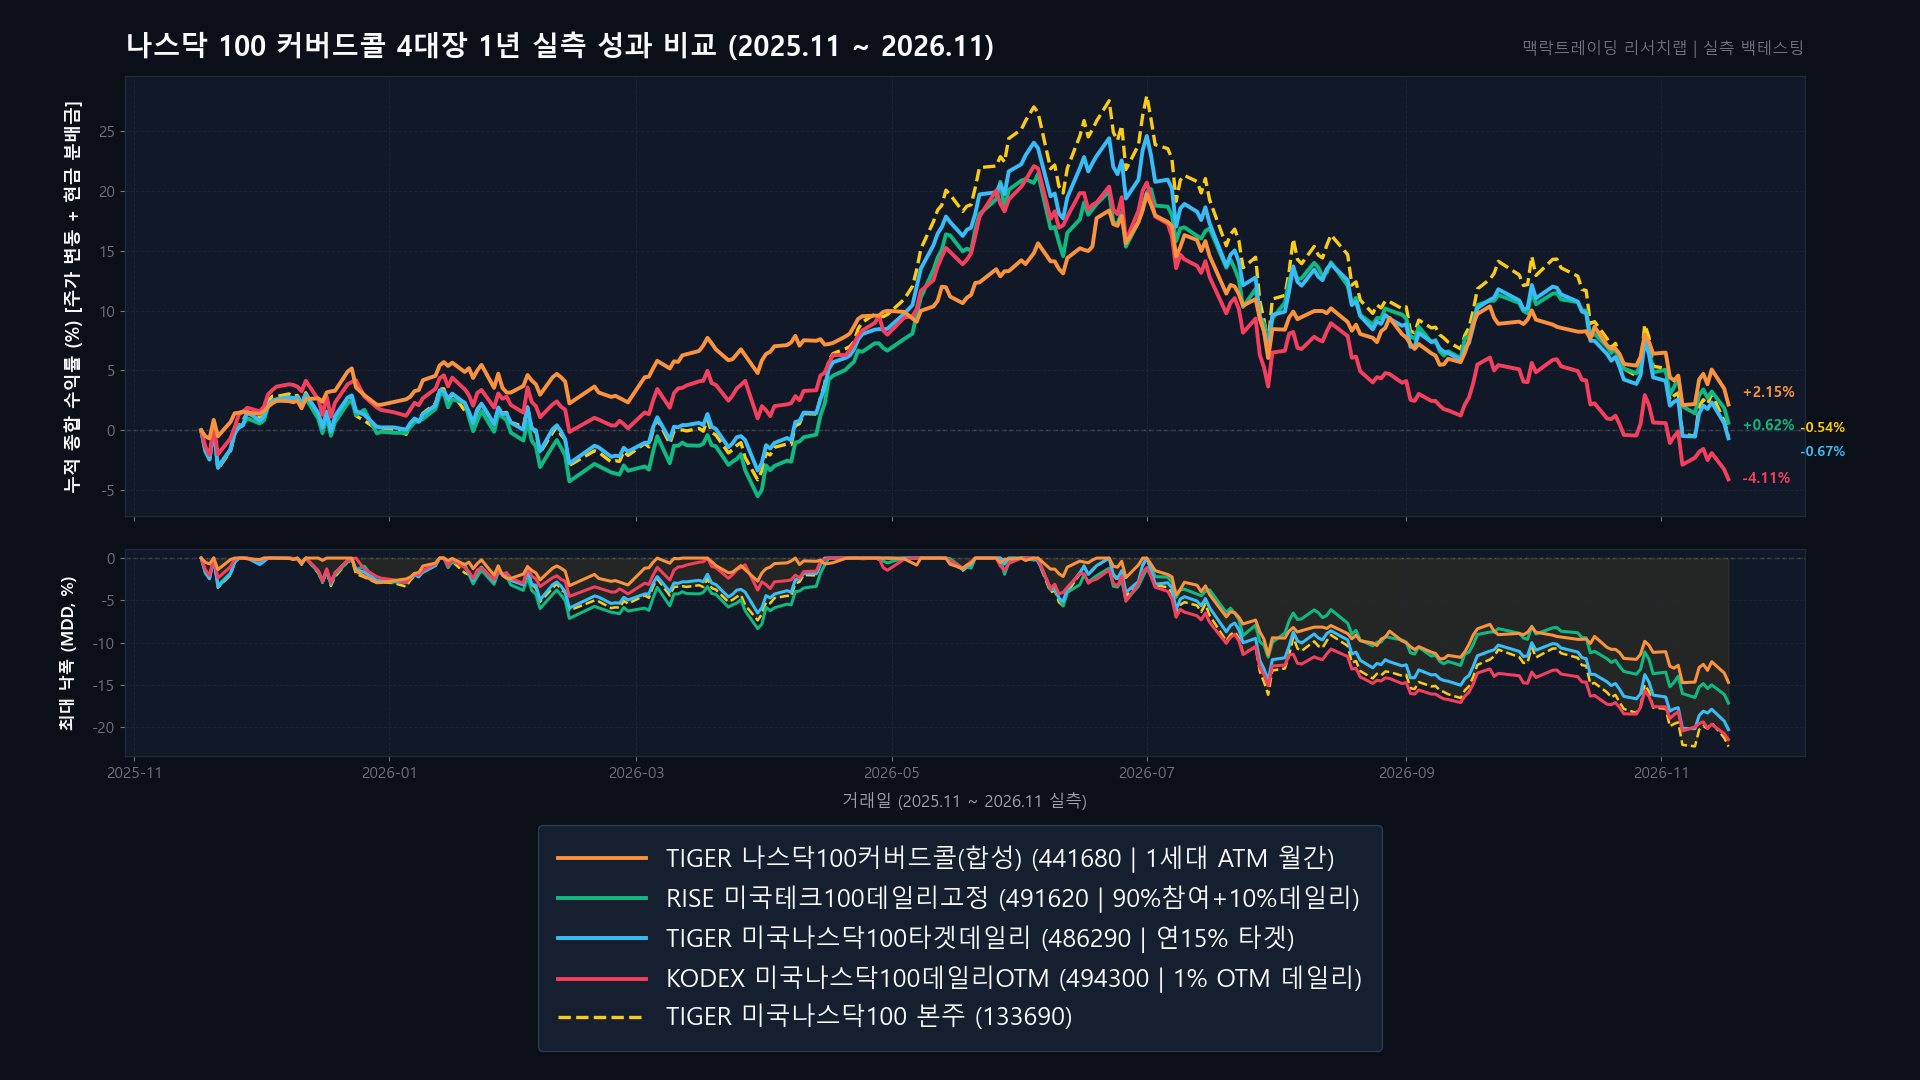 나스닥 100 커버드콜 4대장 1년 실측 성과 비교 (2025.11 ~ 2026.11)
맥락트레이딩 리서치랩 | 실측 백테스팅
누적 종합 수익률 (%) [주가 변동 + 현금 분배금]
25
20
15
10
5
0
-5
+2.15%
+0.62%
-0.54%
-0.67%
-4.11%
최대 낙폭 (MDD, %)
0
-5
-10
-15
-20
2025-11
2026-01
2026-03
2026-05
2026-07
2026-09
2026-11
거래일 (2025.11 ~ 2026.11 실측)
TIGER 나스닥100커버드콜(합성) (441680 | 1세대 ATM 월간)
RISE 미국테크100데일리고정 (491620 | 90%참여+10%데일리)
TIGER 미국나스닥100타겟데일리 (486290 | 연15% 타겟)
KODEX 미국나스닥100데일리OTM (494300 | 1% OTM 데일리)
TIGER 미국나스닥100 본주 (133690)